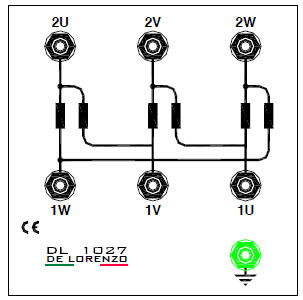 2U 2V 2W
1W 1V 1U
CE
DL 1027
DE LORENZO